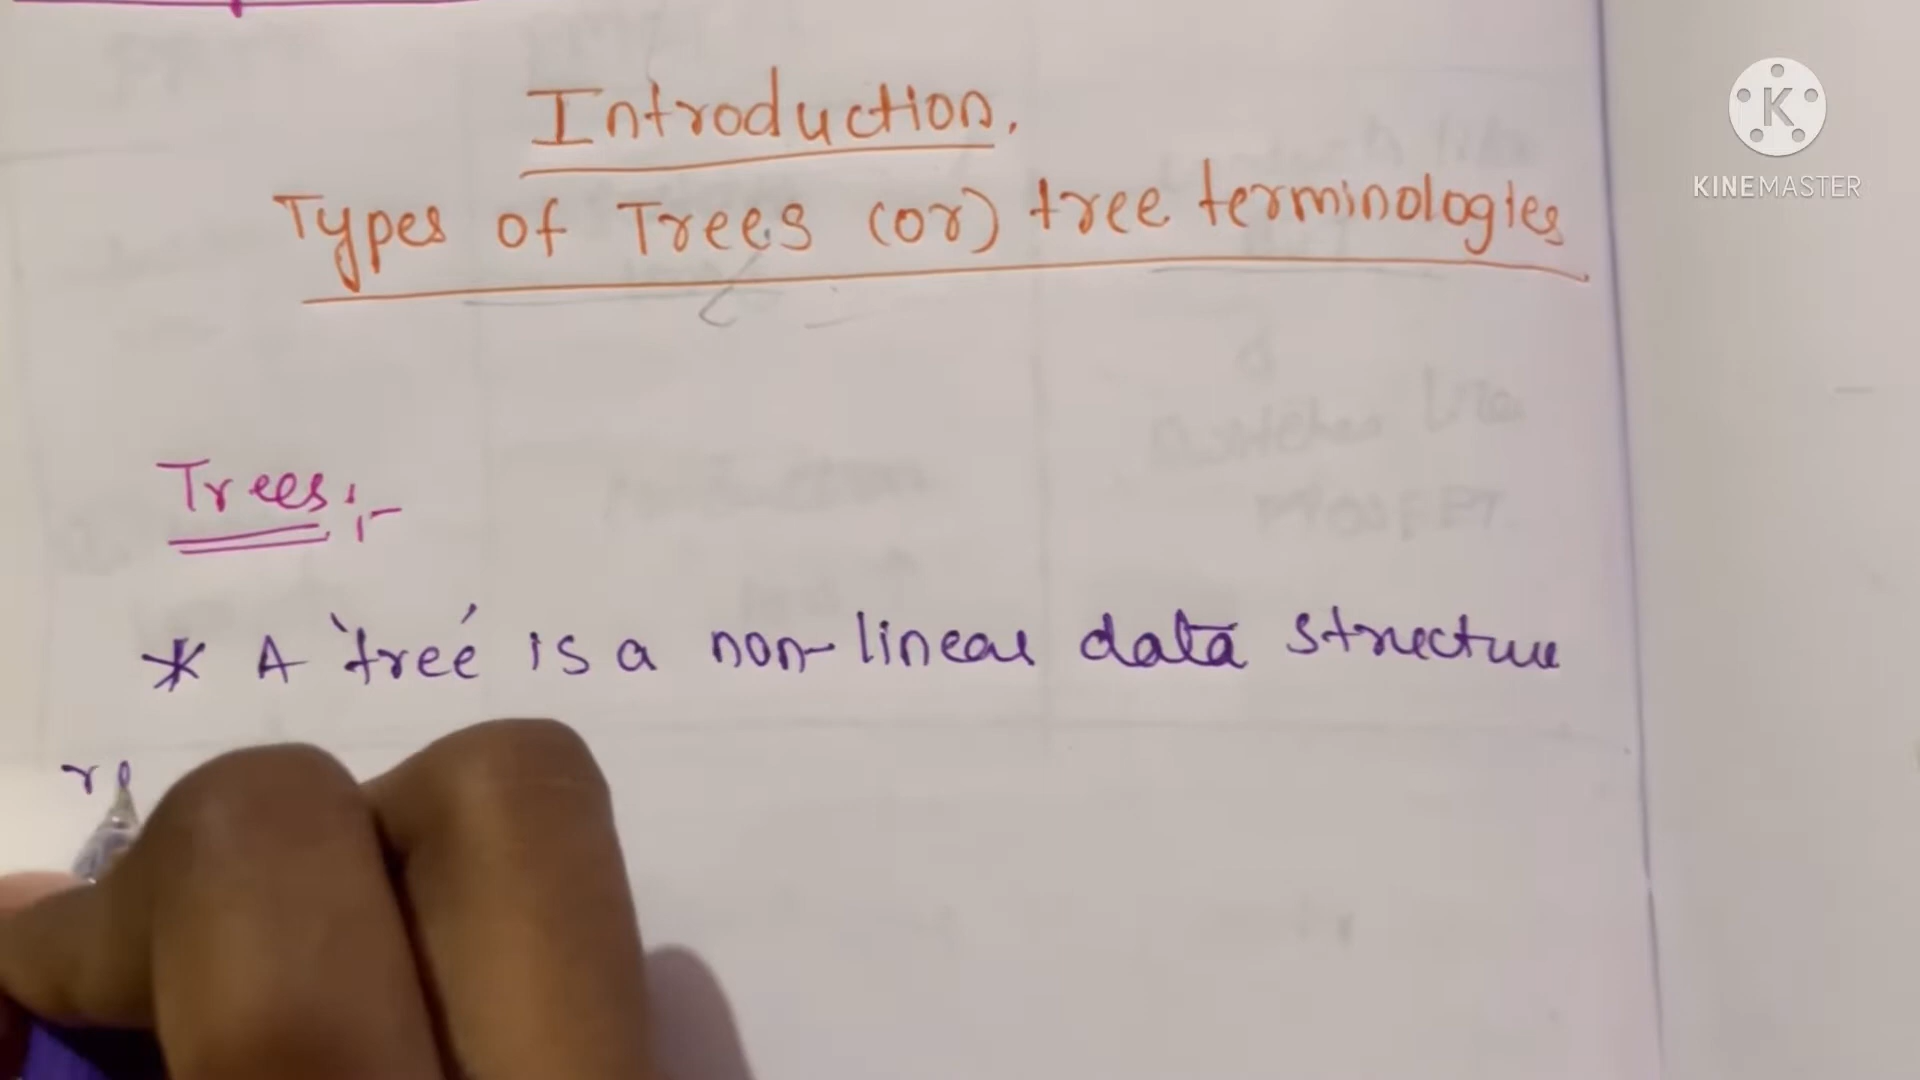 Introduction.
Types of Trees (or) tree terminologies
K
KINEMASTER
Trees:-
* A 'tree' is a non-linear data structure